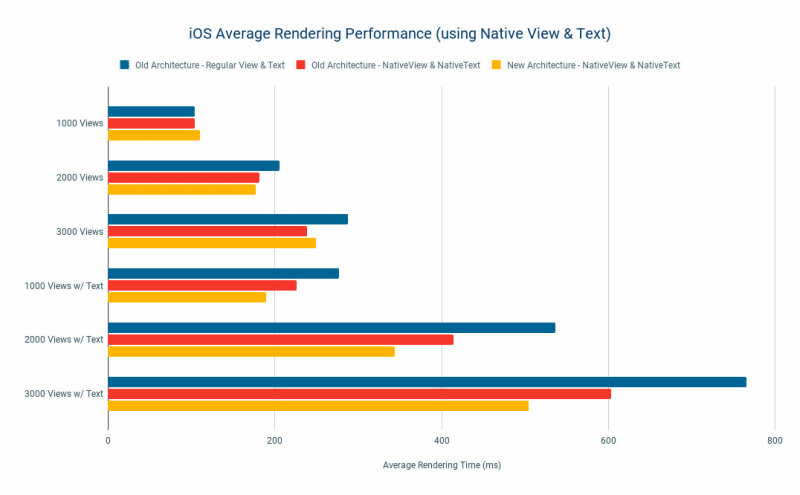 iOS Average Rendering Performance (using Native View & Text)
Old Architecture - Regular View & Text Old Architecture - NativeView & NativeText New Architecture - NativeView & NativeText
1000 Views
2000 Views
3000 Views
1000 Views w/ Text
2000 Views w/ Text
3000 Views w/ Text
0 200 400 600 800
Average Rendering Time (ms)